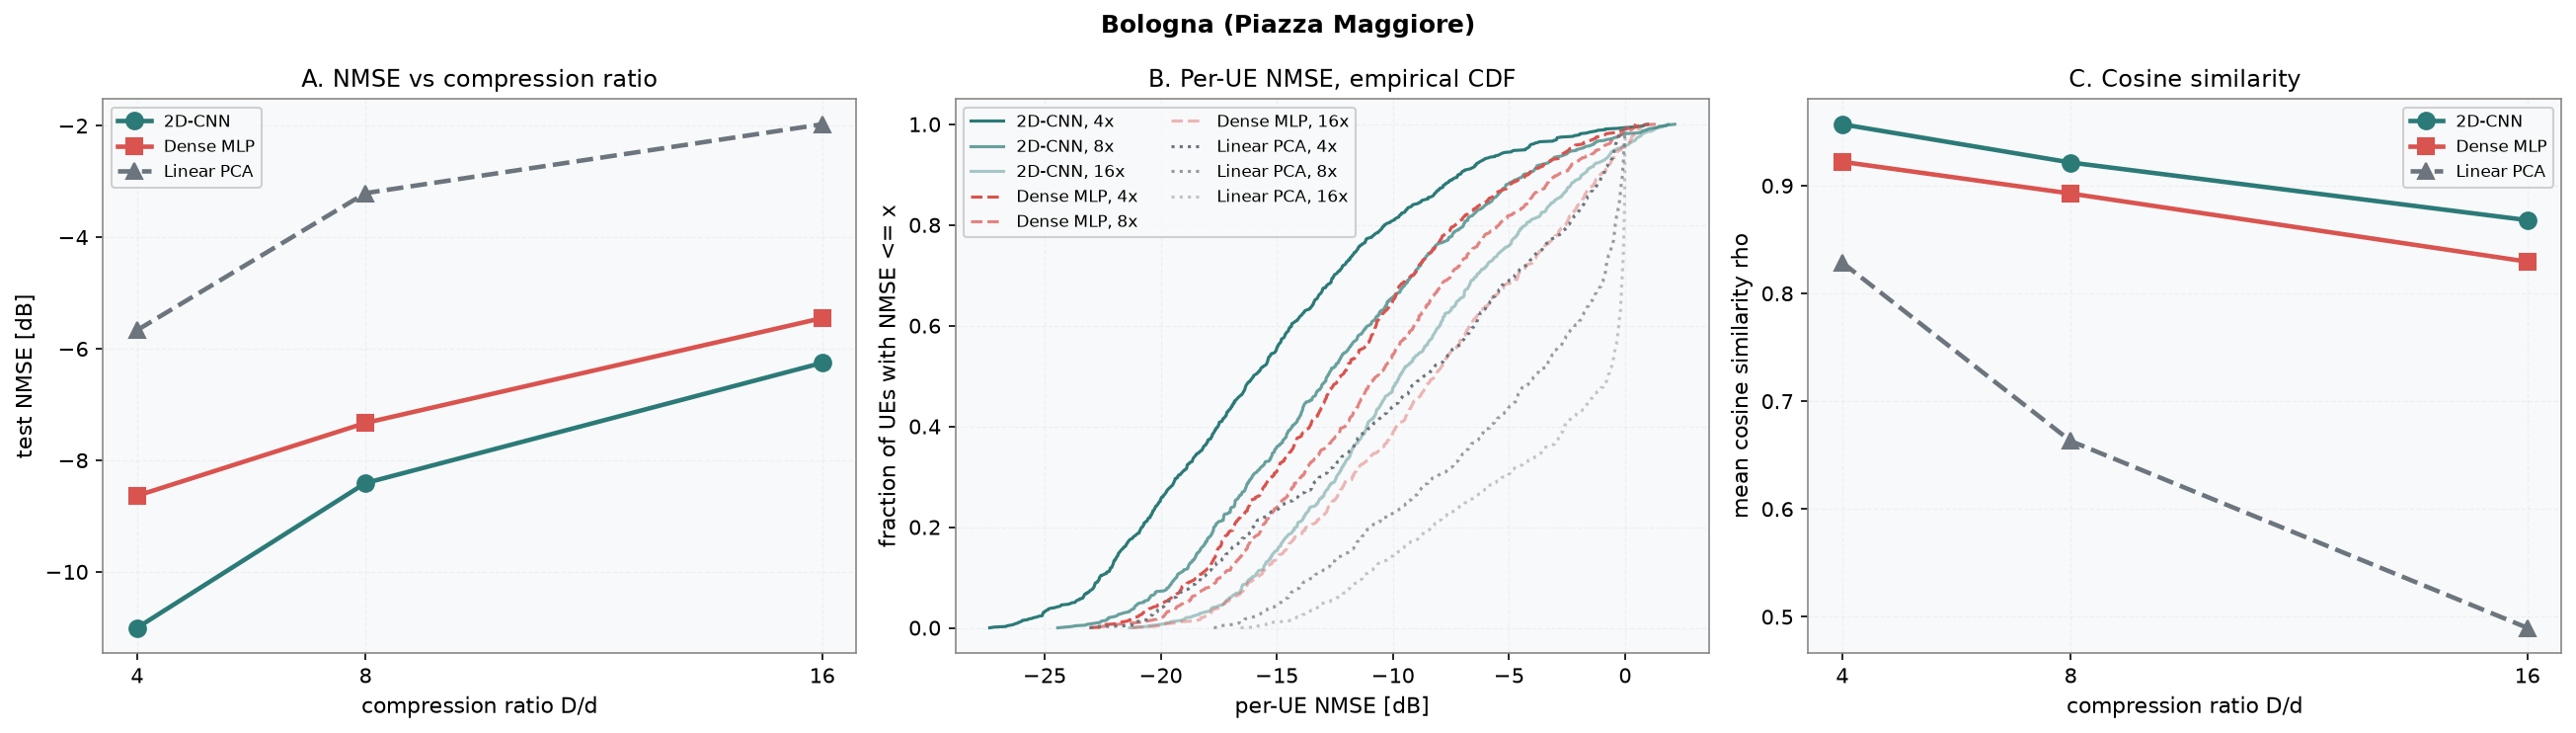 Bologna (Piazza Maggiore)
A. NMSE vs compression ratio
2D-CNN
Dense MLP
Linear PCA
−2
−4
−6
−8
−10
test NMSE [dB]
4
8
16
compression ratio D/d
B. Per-UE NMSE, empirical CDF
2D-CNN, 4x
2D-CNN, 8x
2D-CNN, 16x
Dense MLP, 4x
Dense MLP, 8x
Dense MLP, 16x
Linear PCA, 4x
Linear PCA, 8x
Linear PCA, 16x
1.0
0.8
0.6
0.4
0.2
0.0
fraction of UEs with NMSE <= x
−25
−20
−15
−10
−5
0
per-UE NMSE [dB]
C. Cosine similarity
2D-CNN
Dense MLP
Linear PCA
0.9
0.8
0.7
0.6
0.5
mean cosine similarity rho
4
8
16
compression ratio D/d